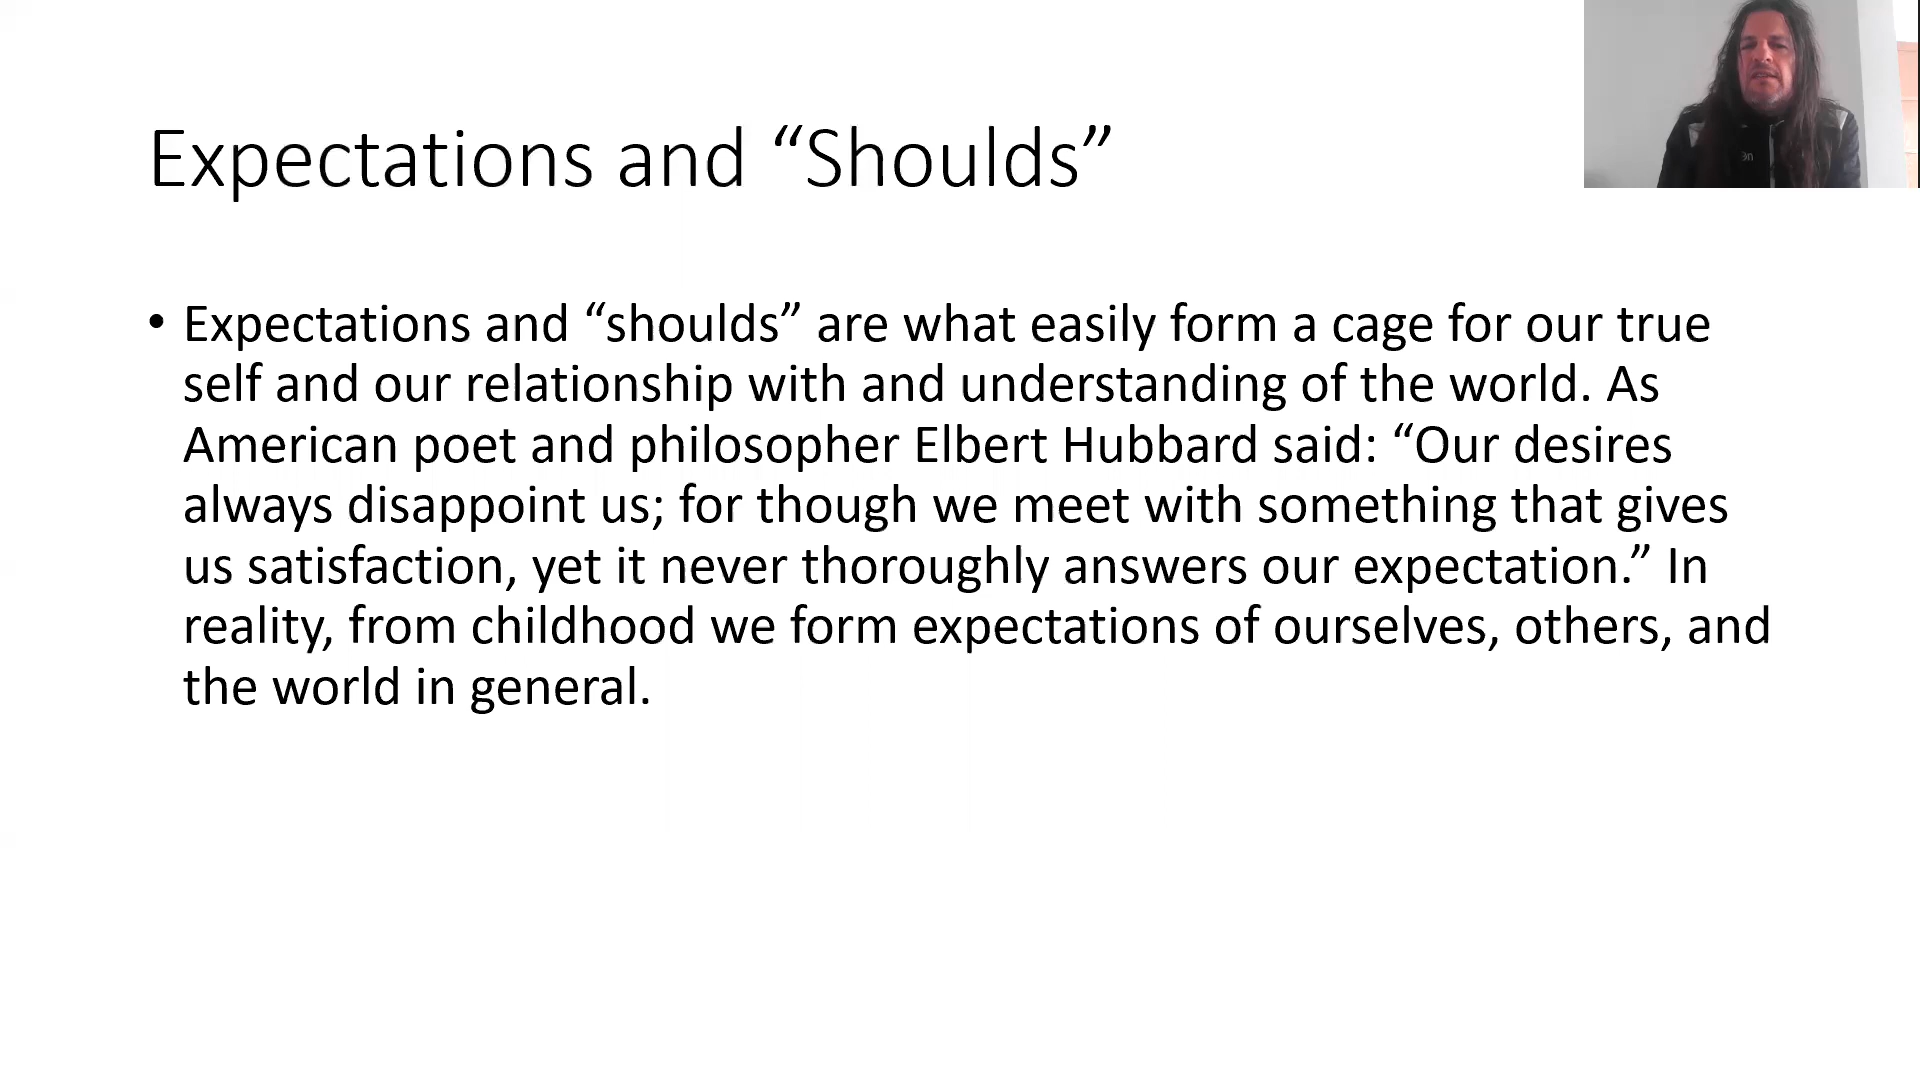 Expectations and “Shoulds”
• Expectations and “shoulds” are what easily form a cage for our true
self and our relationship with and understanding of the world. As
American poet and philosopher Elbert Hubbard said: “Our desires
always disappoint us; for though we meet with something that gives
us satisfaction, yet it never thoroughly answers our expectation.” In
reality, from childhood we form expectations of ourselves, others, and
the world in general.